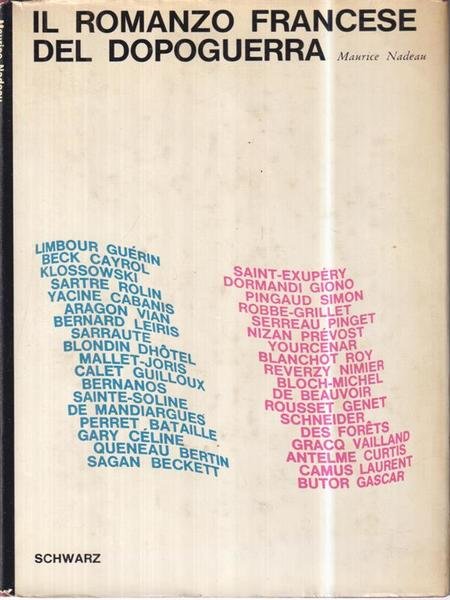 IL ROMANZO FRANCESE
DEL DOPOGUERRA Maurice Nadeau
LIMBOUR GUÉRIN
BECK CAYROL
KLOSSOWSKI
SARTRE ROLIN
YACINE CABANIS
ARAGON VIAN
BERNARD LEIRIS
SARRAUTE
BLONDIN DHÔTEL
MALLET-JORIS
CALET GUILLOUX
BERNANOS
SAINTE-SOLINE
DE MANDIARGUES
PERRET BATAILLE
GARY CÉLINE
QUENEAU BERTIN
SAGAN BECKETT
SAINT-EXUPÉRY
DORMANDI GIONO
PINGAUD SIMON
ROBBE-GRILLET
SERREAU PINGET
NIZAN PRÉVOST
YOURCENAR
BLANCHOT ROY
REVERZY NIMIER
BLOCH-MICHEL
DE BEAUVOIR
ROUSSET GENET
SCHNEIDER
DES FORÊTS
GRACQ VAILLAND
ANTELME CURTIS
CAMUS LAURENT
BUTOR GASCAR
SCHWARZ
Maurice Nadeau